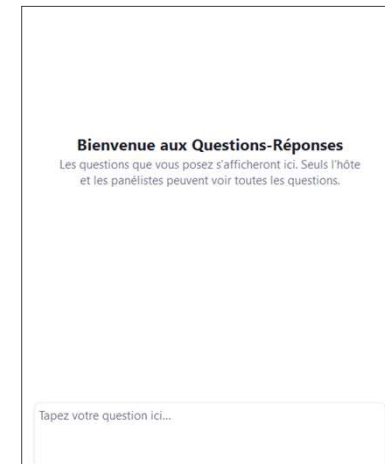 Bienvenue aux Questions-Réponses
Les questions que vous posez s'afficheront ici. Seuls l'hôte
et les panélistes peuvent voir toutes les questions.
Tapez votre question ici...